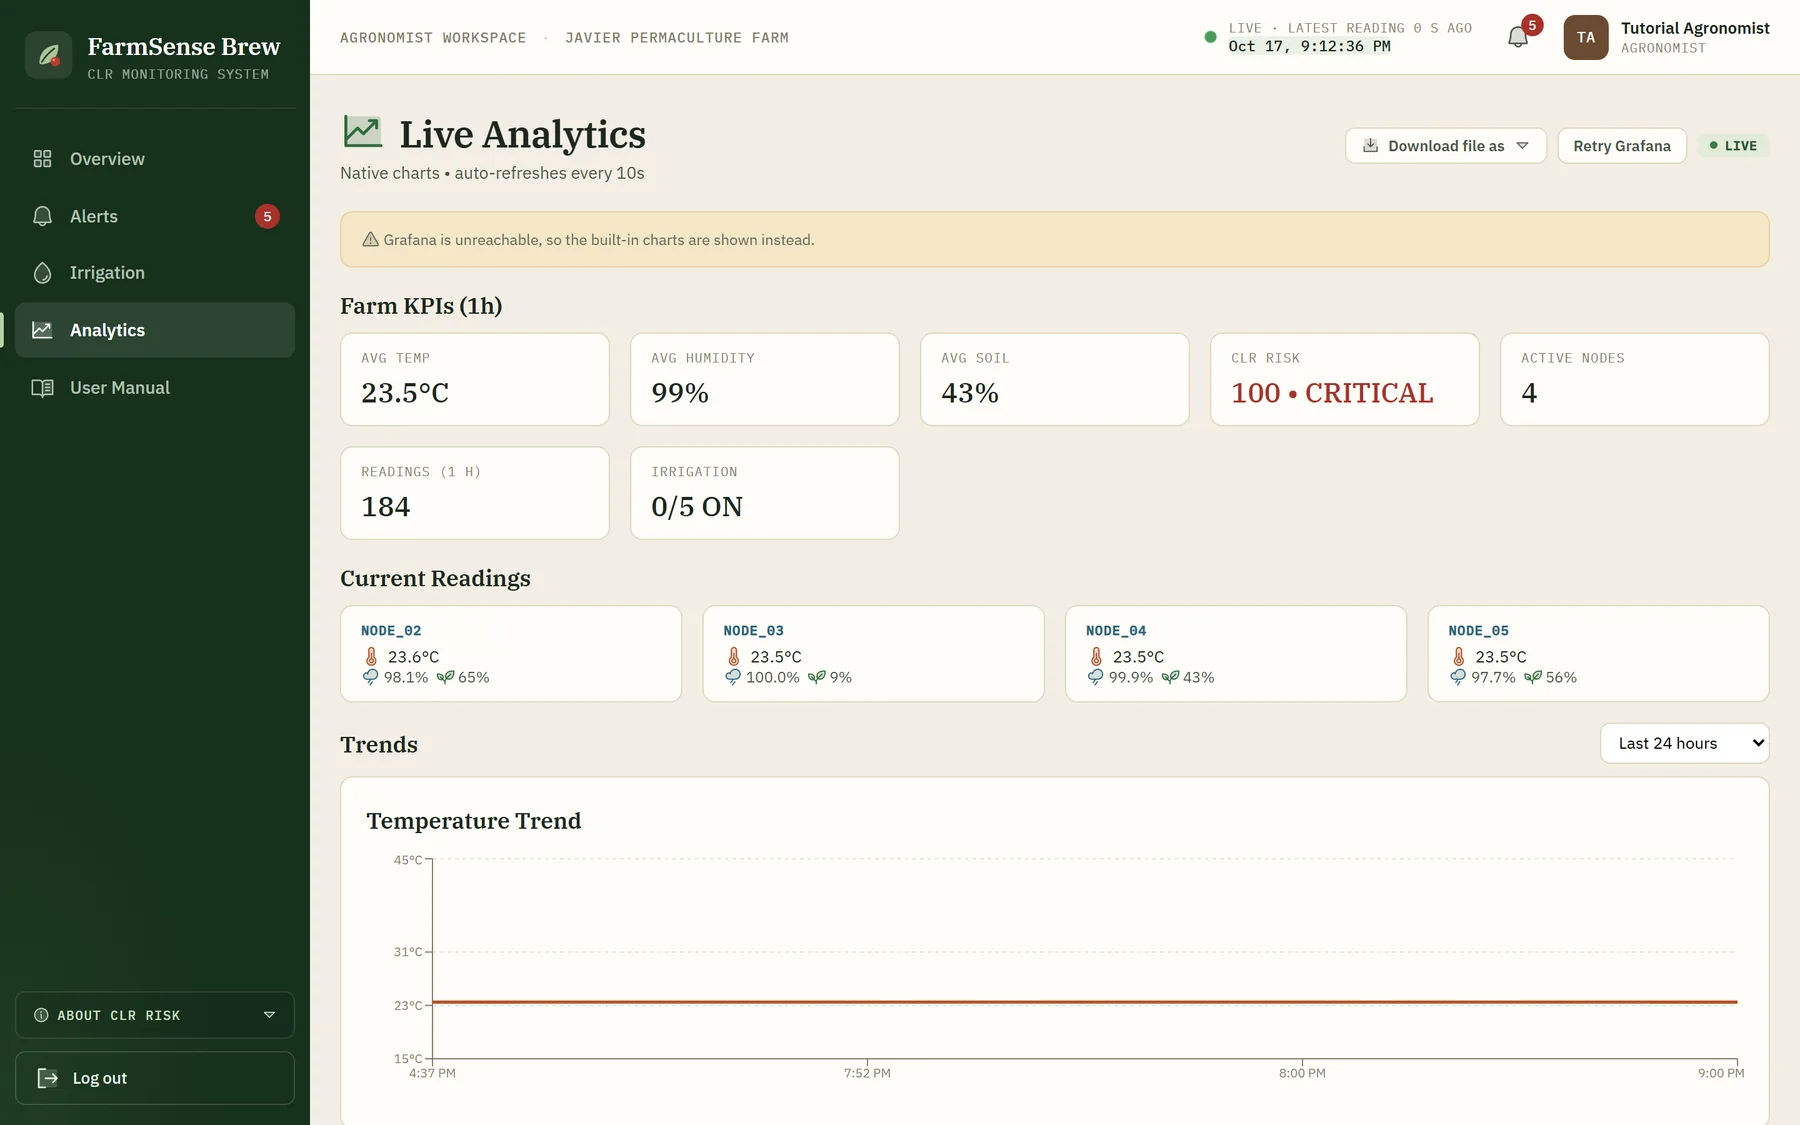 FarmSense Brew
CLR MONITORING SYSTEM
Overview
Alerts 5
Irrigation
Analytics
User Manual
ABOUT CLR RISK
Log out
AGRONOMIST WORKSPACE · JAVIER PERMACULTURE FARM
LIVE · LATEST READING 0 S AGO
Oct 17, 9:12:36 PM
5
TA
Tutorial Agronomist
AGRONOMIST
Live Analytics
Native charts • auto-refreshes every 10s
Download file as
Retry Grafana
LIVE
Grafana is unreachable, so the built-in charts are shown instead.
Farm KPIs (1h)
AVG TEMP
23.5°C
AVG HUMIDITY
99%
AVG SOIL
43%
CLR RISK
100 • CRITICAL
ACTIVE NODES
4
READINGS (1 H)
184
IRRIGATION
0/5 ON
Current Readings
NODE_02
23.6°C
98.1% 65%
NODE_03
23.5°C
100.0% 9%
NODE_04
23.5°C
99.9% 43%
NODE_05
23.5°C
97.7% 56%
Trends
Last 24 hours
Temperature Trend
45°C
31°C
23°C
15°C
4:37 PM 7:52 PM 8:00 PM 9:00 PM